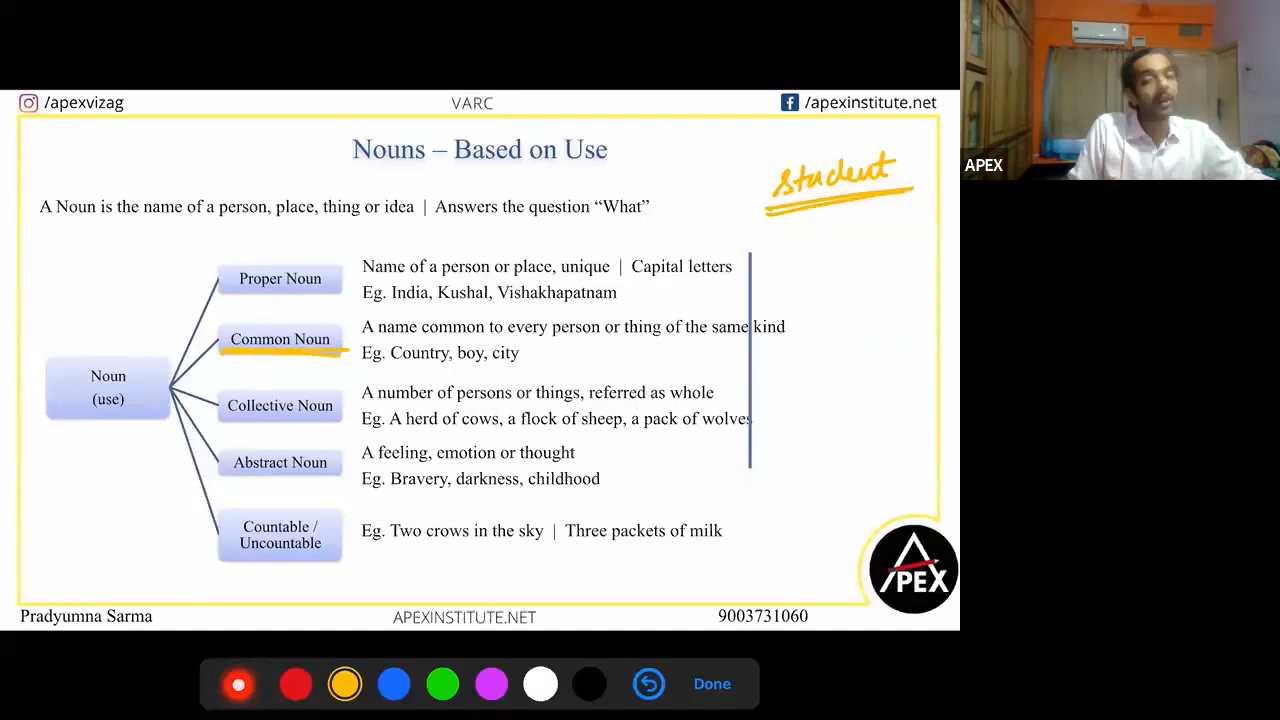 /apexvizag
VARC
/apexinstitute.net
Nouns – Based on Use
student
A Noun is the name of a person, place, thing or idea | Answers the question “What”
Noun
(use)
Proper Noun
Name of a person or place, unique | Capital letters
Eg. India, Kushal, Vishakhapatnam
Common Noun
A name common to every person or thing of the same kind
Eg. Country, boy, city
Collective Noun
A number of persons or things, referred as whole
Eg. A herd of cows, a flock of sheep, a pack of wolves
Abstract Noun
A feeling, emotion or thought
Eg. Bravery, darkness, childhood
Countable /
Uncountable
Eg. Two crows in the sky | Three packets of milk
APEX
Pradyumna Sarma
APEXINSTITUTE.NET
9003731060
Done
APEX